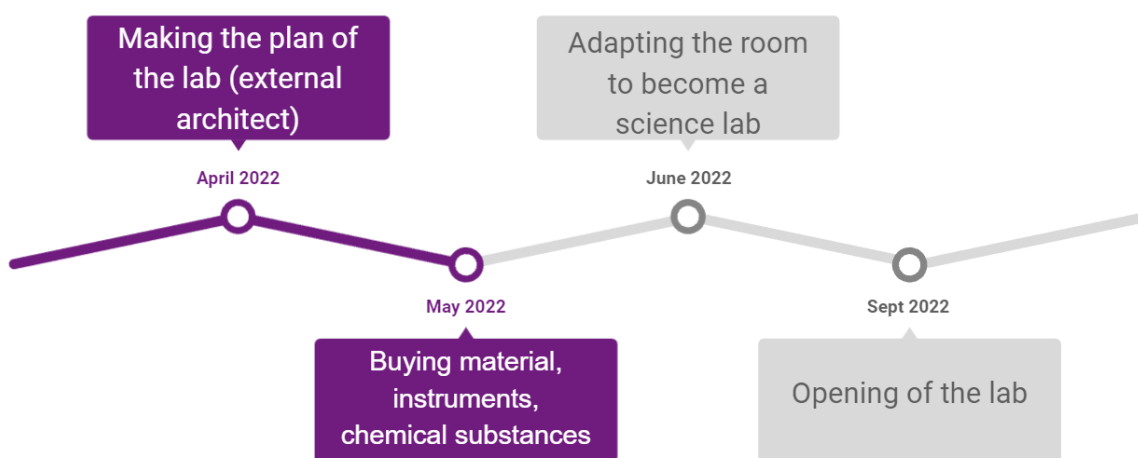 Making the plan of
the lab (external
architect)
April 2022
May 2022
Buying material,
instruments,
chemical substances
Adapting the room
to become a
science lab
June 2022
Sept 2022
Opening of the lab